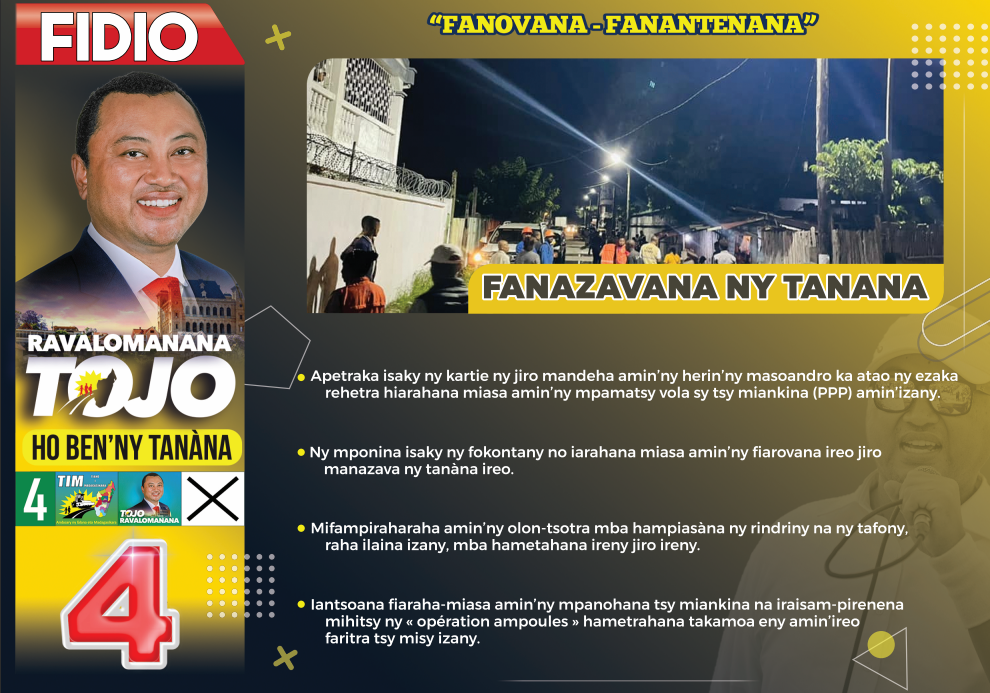 FIDIO
“FANOVANA - FANANTENANA”
FANAZAVANA NY TANANA
RAVALOMANANA
TOJO
HO BEN’NY TANÀNA
4
TIM
TOJO
RAVALOMANANA
4
Apetraka isaky ny kartie ny jiro mandeha amin’ny herin’ny masoandro ka atao ny ezaka
rehetra hiarahana miasa amin’ny mpamatsy vola sy tsy miankina (PPP) amin’izany.
Ny mponina isaky ny fokontany no iarahana miasa amin’ny fiarovana ireo jiro
manazava ny tanàna ireo.
Mifampiraharaha amin’ny olon-tsotra mba hampiasàna ny rindriny na ny tafony,
raha ilaina izany, mba hametahana ireny jiro ireny.
Iantsoana fiaraha-miasa amin’ny mpanohana tsy miankina na iraisam-pirenena
mihitsy ny « opération ampoules » hametrahana takamoa eny amin’ireo
faritra tsy misy izany.